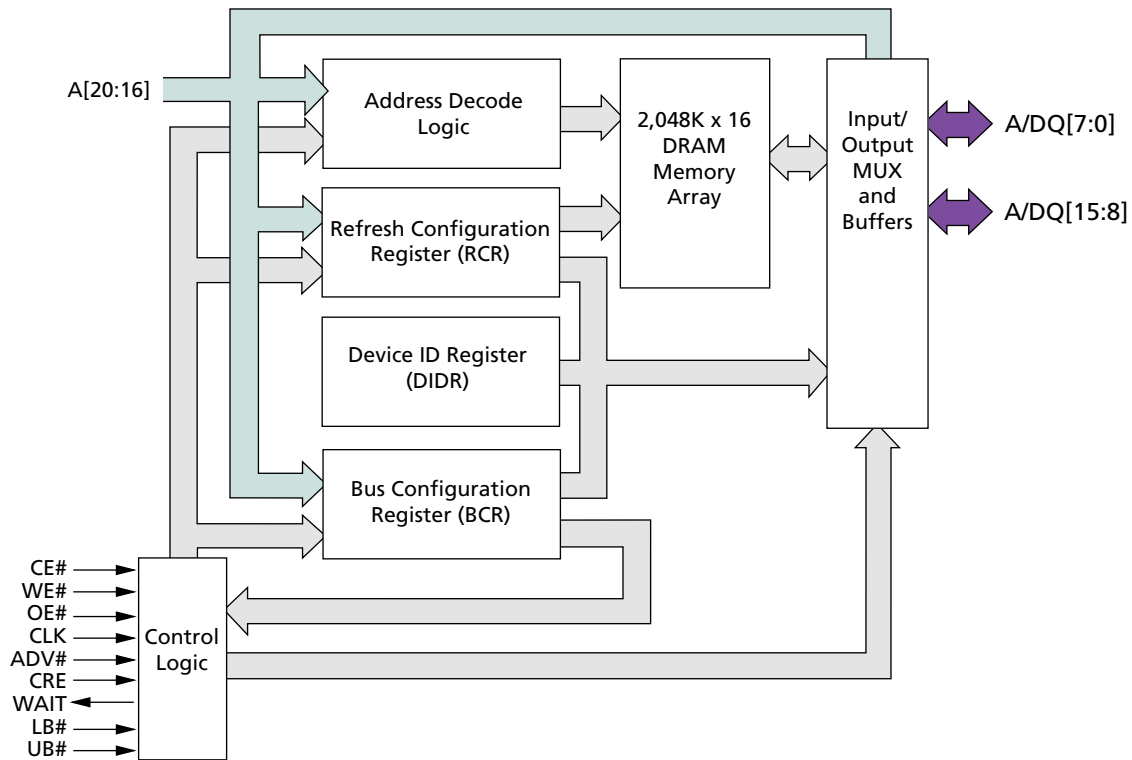 A[20:16]
Address Decode
Logic
2,048K x 16
DRAM
Memory
Array
Input/
Output
MUX
and
Buffers
A/DQ[7:0]
A/DQ[15:8]
Refresh Configuration
Register (RCR)
Device ID Register
(DIDR)
Bus Configuration
Register (BCR)
CE#
WE#
OE#
CLK
ADV#
CRE
WAIT
LB#
UB#
Control
Logic